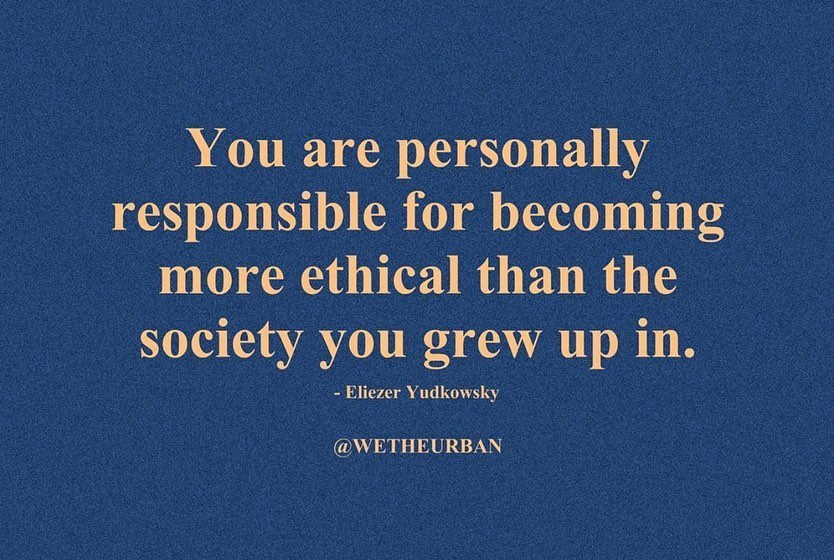 You are personally
responsible for becoming
more ethical than the
society you grew up in.
- Eliezer Yudkowsky
@WETHEURBAN